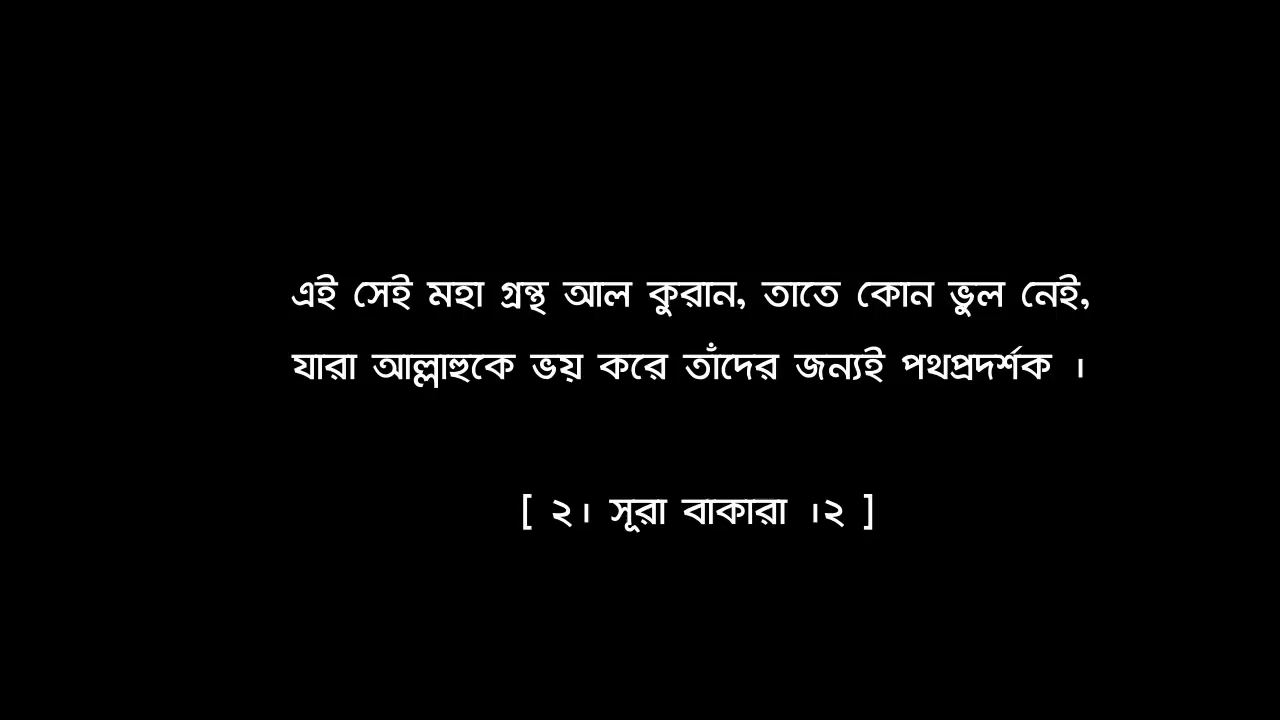 এই সেই মহা গ্রন্থ আল কুরান, তাতে কোন ভুল নেই,
যারা আল্লাহুকে ভয় করে তাঁদের জন্যই পথপ্রদর্শক ।
[ ২। সূরা বাকারা ।২ ]